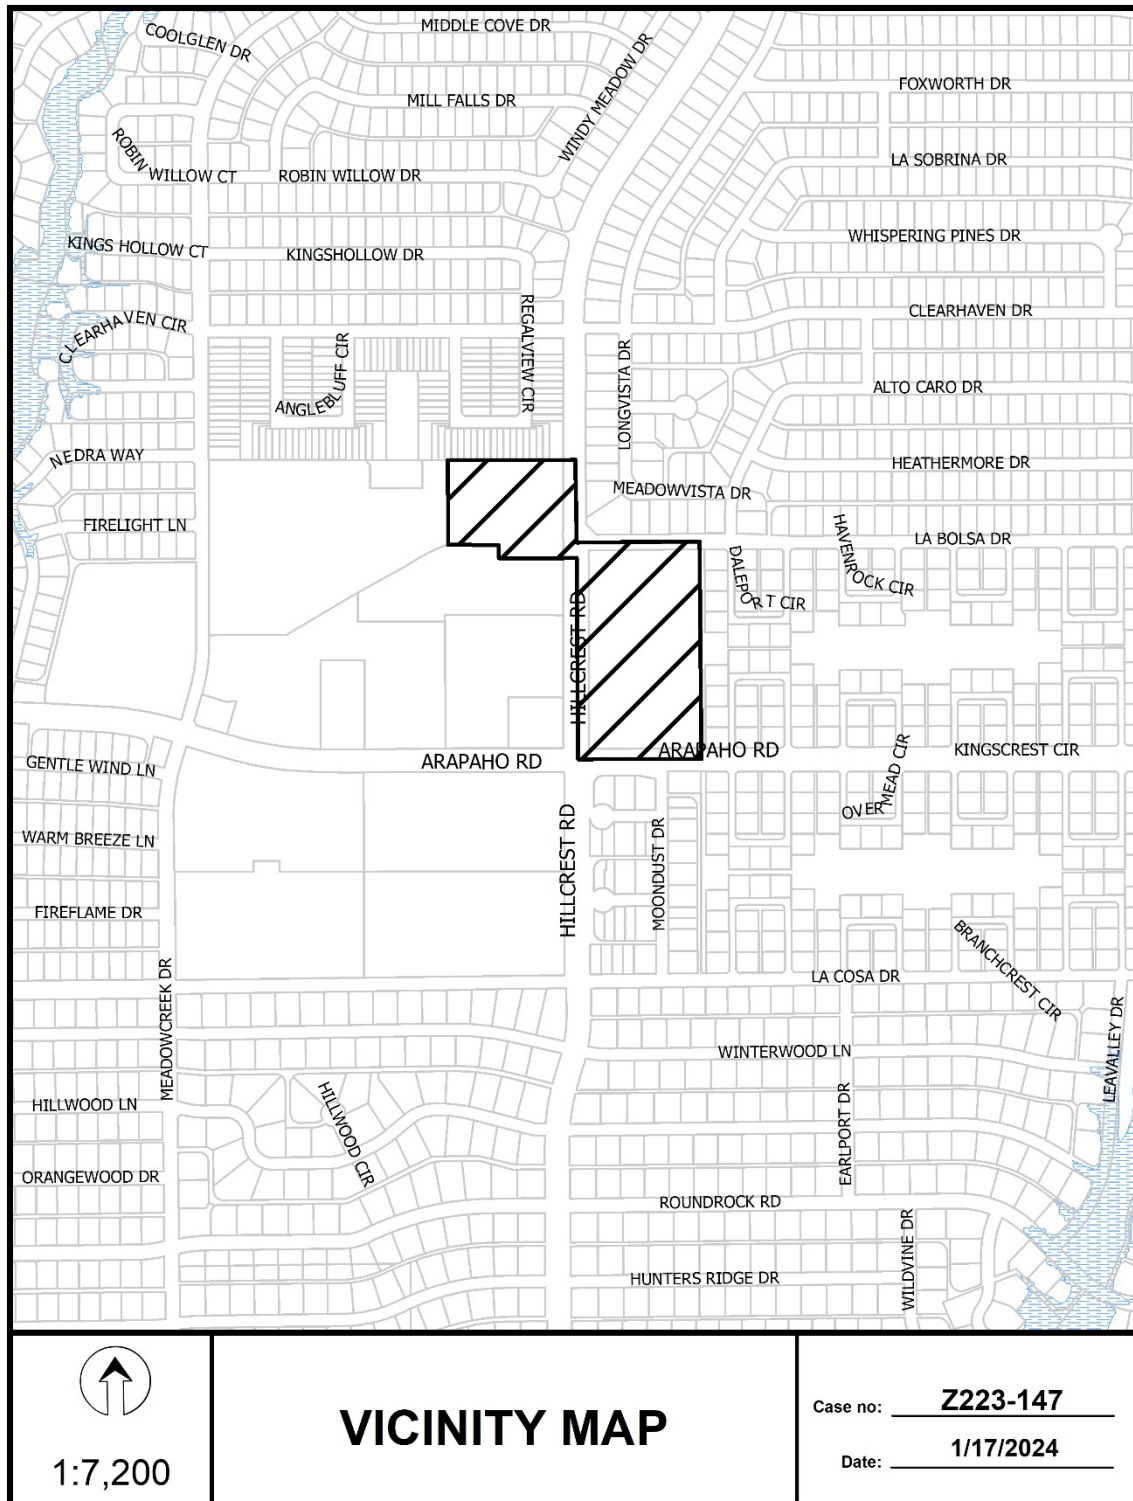 MIDDLE COVE DR
COOLGLEN DR
WINDY MEADOW DR
FOXWORTH DR
MILL FALLS DR
ROBIN
WILLOW CT
ROBIN WILLOW DR
LA SOBRINA DR
KINGS HOLLOW CT
KINGSHOLLOW DR
WHISPERING PINES DR
CLEARHAVEN CIR
REGALVIEW CIR
CLEARHAVEN DR
ANGLEBLUFF CIR
LONGVISTA DR
ALTO CARO DR
NEDRA WAY
HEATHERMORE DR
MEADOWVISTA DR
FIRELIGHT LN
HAVENROCK CIR
LA BOLSA DR
DALEPORT CIR
HILLCREST RD
ARAPAHO RD
ARAPAHO RD
KINGSCREST CIR
GENTLE WIND LN
OVER
MEAD CIR
WARM BREEZE LN
HILLCREST RD
MOONDUST DR
FIREFLAME DR
BRANCHCREST CIR
MEADOWCREEK DR
LA COSA DR
LEAVALLEY DR
WINTERWOOD LN
HILLWOOD LN
HILLWOOD CIR
EARLPORT DR
ORANGEWOOD DR
ROUNDROCK RD
WILDVINE DR
HUNTERS RIDGE DR
1:7,200
VICINITY MAP
Case no: Z223-147
Date: 1/17/2024